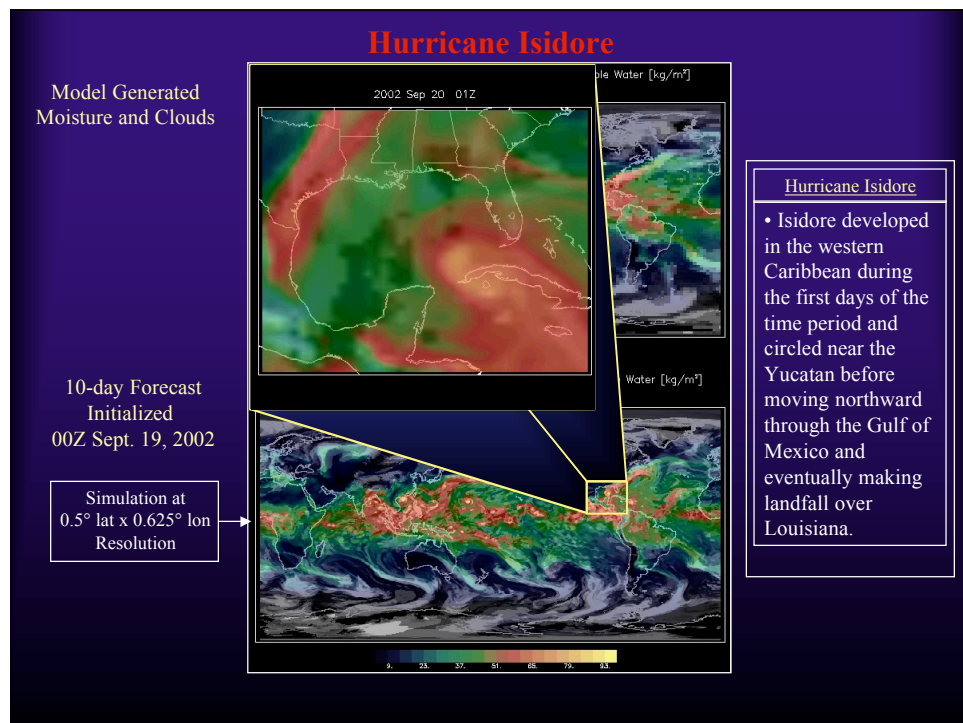 Hurricane Isidore
Model Generated
Moisture and Clouds
ble Water [kg/m²]
2002 Sep 20 01Z
Hurricane Isidore
• Isidore developed
in the western
Caribbean during
the first days of the
time period and
circled near the
Yucatan before
moving northward
through the Gulf of
Mexico and
eventually making
landfall over
Louisiana.
10-day Forecast
Initialized
00Z Sept. 19, 2002
Water [kg/m²]
Simulation at
0.5° lat x 0.625° lon
Resolution
9. 23. 37. 51. 65. 79. 93.